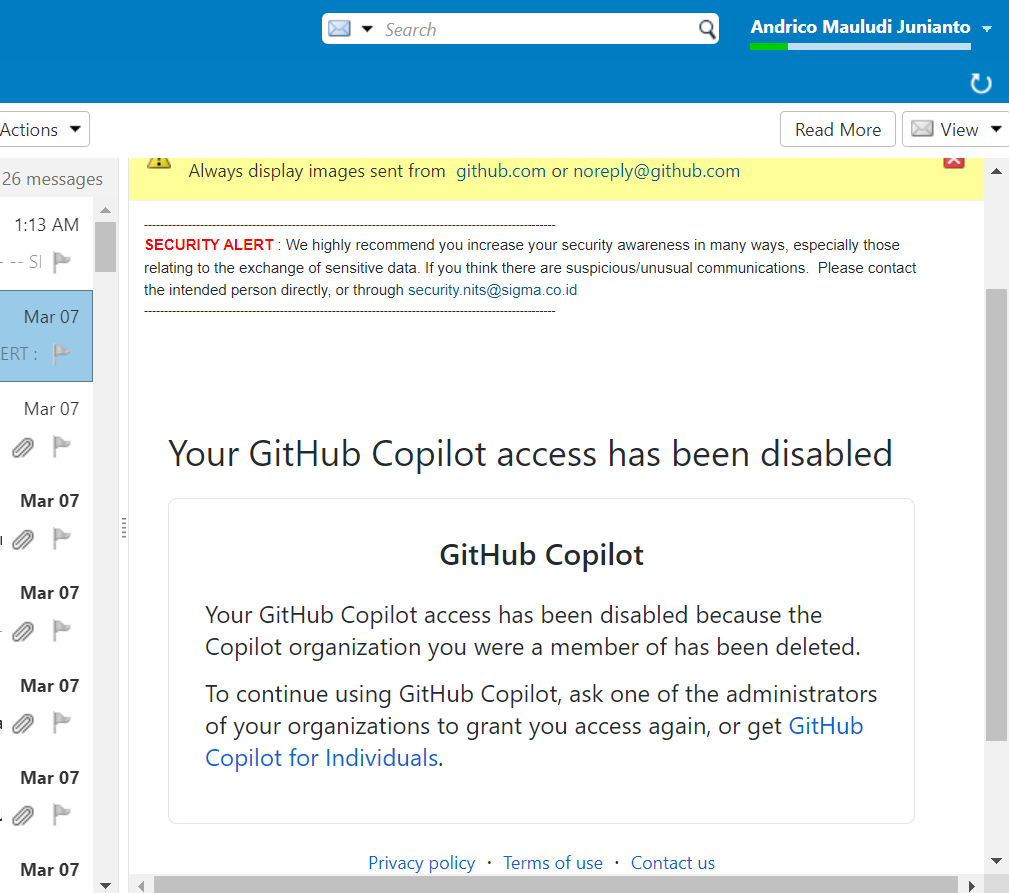 Search
Andrico Mauludi Junianto
Actions
Read More
View
26 messages
Always display images sent from github.com or noreply@github.com
1:13 AM
- -- SI
Mar 07
ERT :
Mar 07
Mar 07
Mar 07
Mar 07
Mar 07
Mar 07
SECURITY ALERT : We highly recommend you increase your security awareness in many ways, especially those
relating to the exchange of sensitive data. If you think there are suspicious/unusual communications. Please contact
the intended person directly, or through security.nits@sigma.co.id
Your GitHub Copilot access has been disabled
GitHub Copilot
Your GitHub Copilot access has been disabled because the
Copilot organization you were a member of has been deleted.
To continue using GitHub Copilot, ask one of the administrators
of your organizations to grant you access again, or get GitHub
Copilot for Individuals.
Privacy policy · Terms of use · Contact us